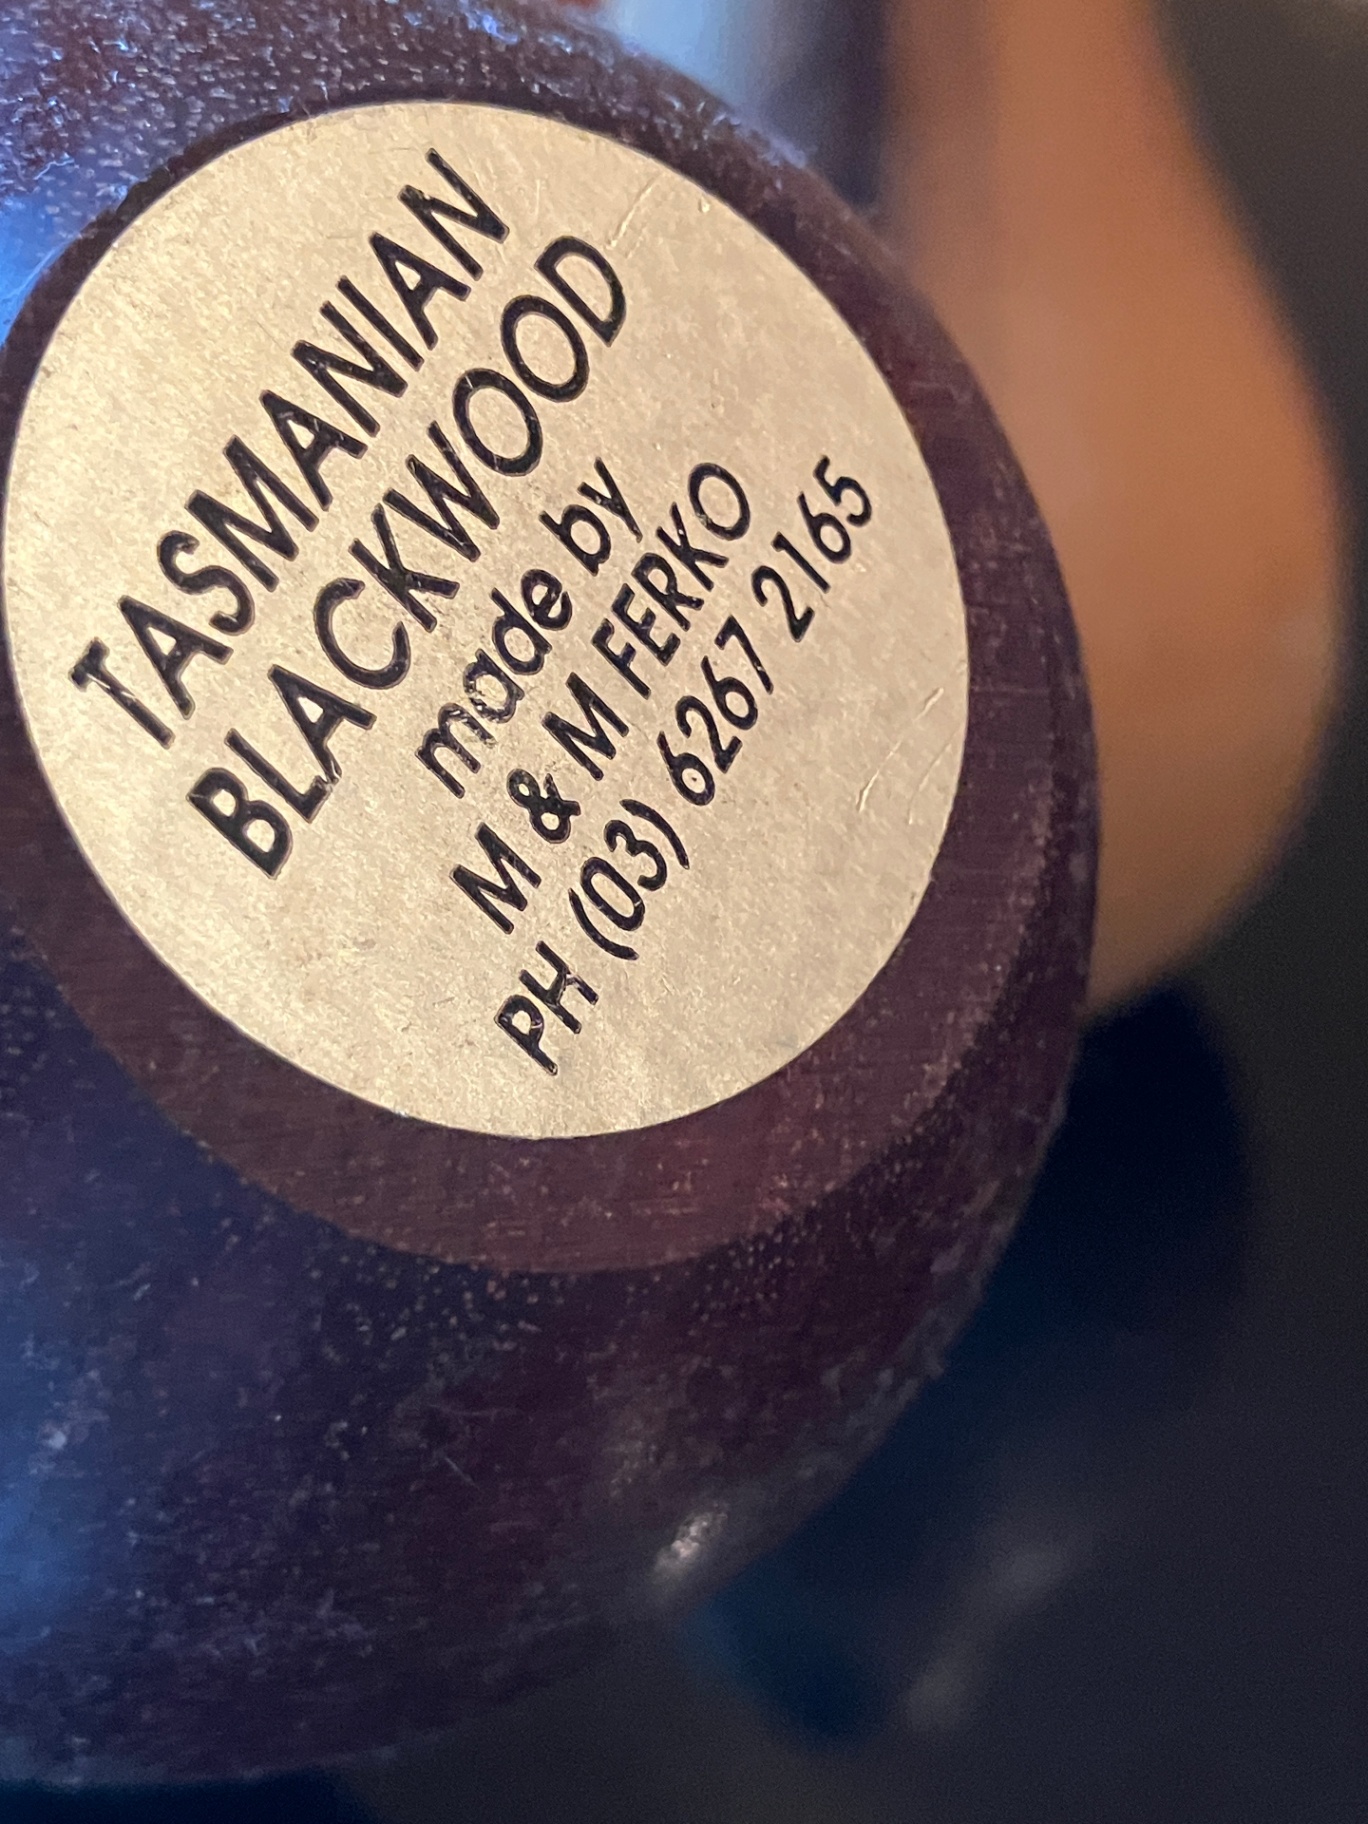 TASMANIAN
BLACKWOOD
made by
M & M FERKO
PH (03) 6267 2165